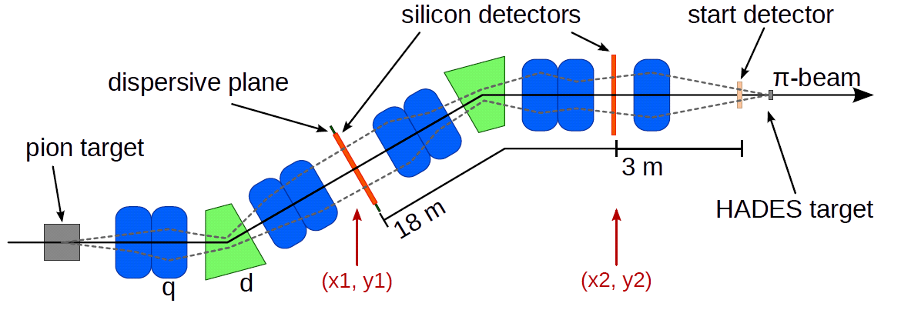 silicon detectors
start detector
dispersive plane
π-beam
pion target
3 m
18 m
HADES target
q
d
(x1, y1)
(x2, y2)